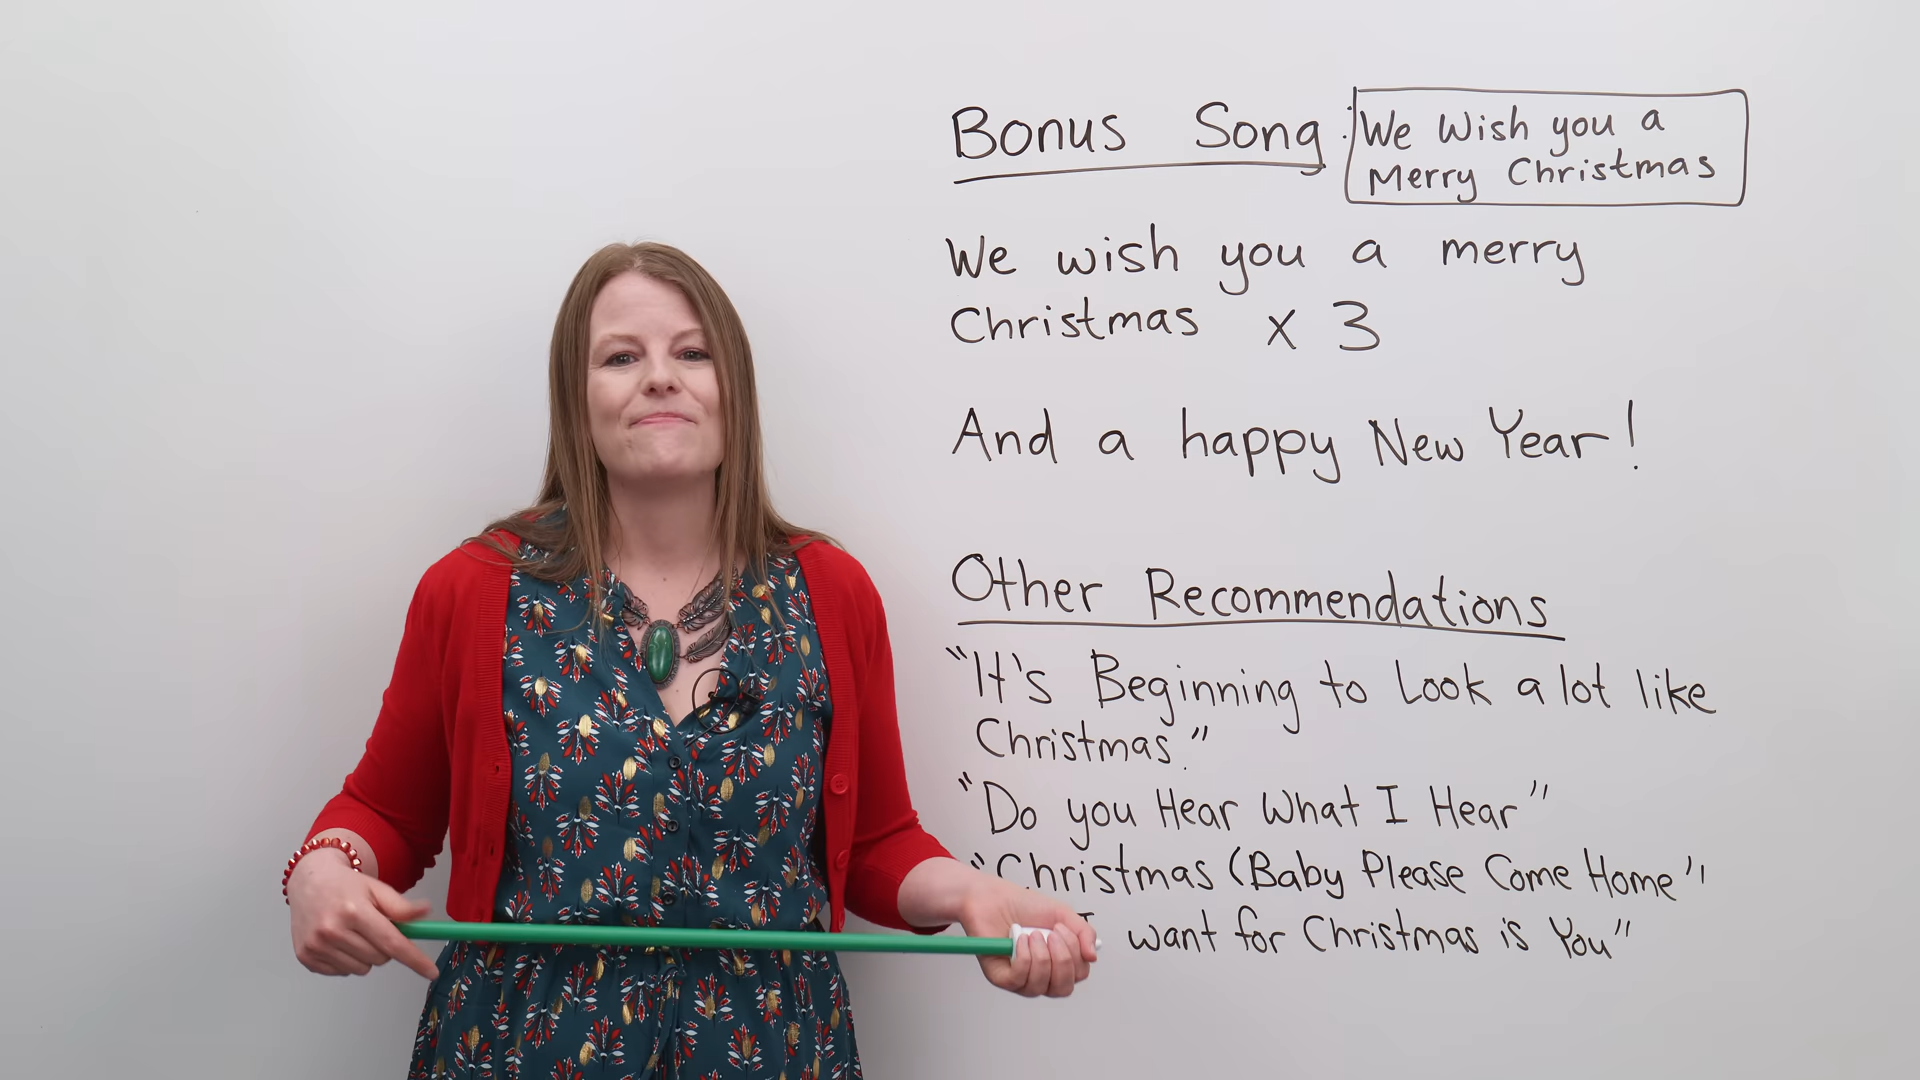 Bonus Song : We Wish you a
Merry Christmas
We wish you a merry
Christmas x 3
And a happy New Year!
Other Recommendations
"It's Beginning to Look a lot like
Christmas."
"Do you Hear What I Hear"
"Christmas (Baby Please Come Home"
I want for Christmas is You"